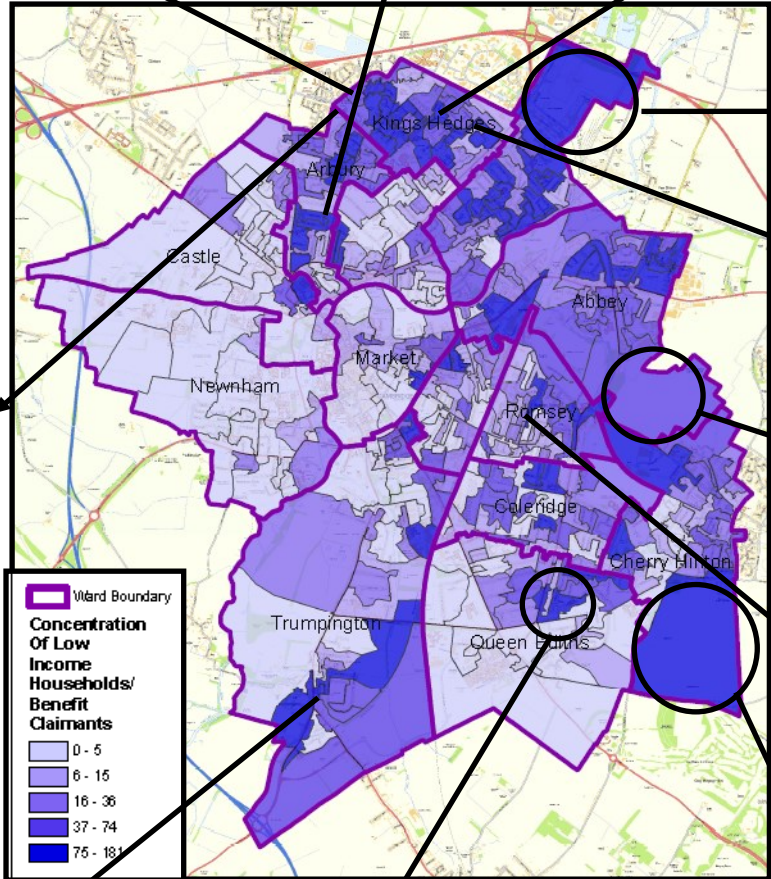 Kings Hedges
Arbury
Castle
Abbey
Market
Newnham
Romsey
Coleridge
Cherry Hinton
Trumpington
Queen Ediths
Ward Boundary
Concentration
Of Low
Income
Households/
Benefit
Claimants
0 - 5
6 - 15
16 - 36
37 - 74
75 - 181